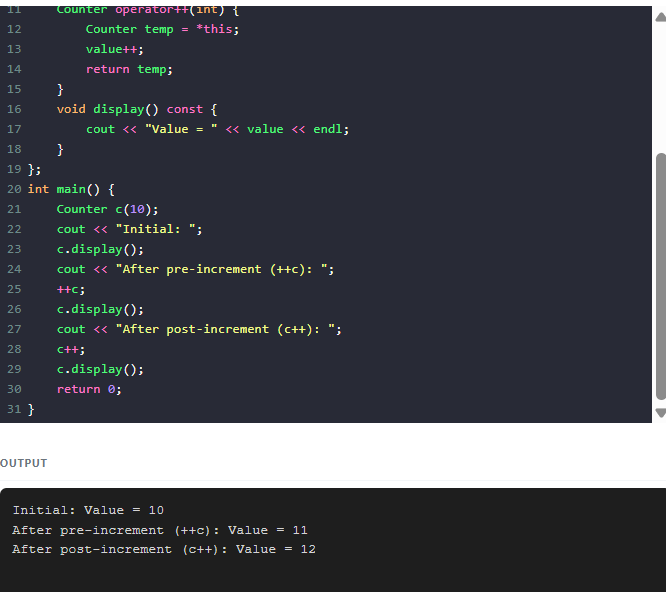 11     Counter operator++(int) {
12         Counter temp = *this;
13         value++;
14         return temp;
15     }
16     void display() const {
17         cout << "Value = " << value << endl;
18     }
19 };
20 int main() {
21     Counter c(10);
22     cout << "Initial: ";
23     c.display();
24     cout << "After pre-increment (++c): ";
25     ++c;
26     c.display();
27     cout << "After post-increment (c++): ";
28     c++;
29     c.display();
30     return 0;
31 }
OUTPUT
Initial: Value = 10
After pre-increment (++c): Value = 11
After post-increment (c++): Value = 12